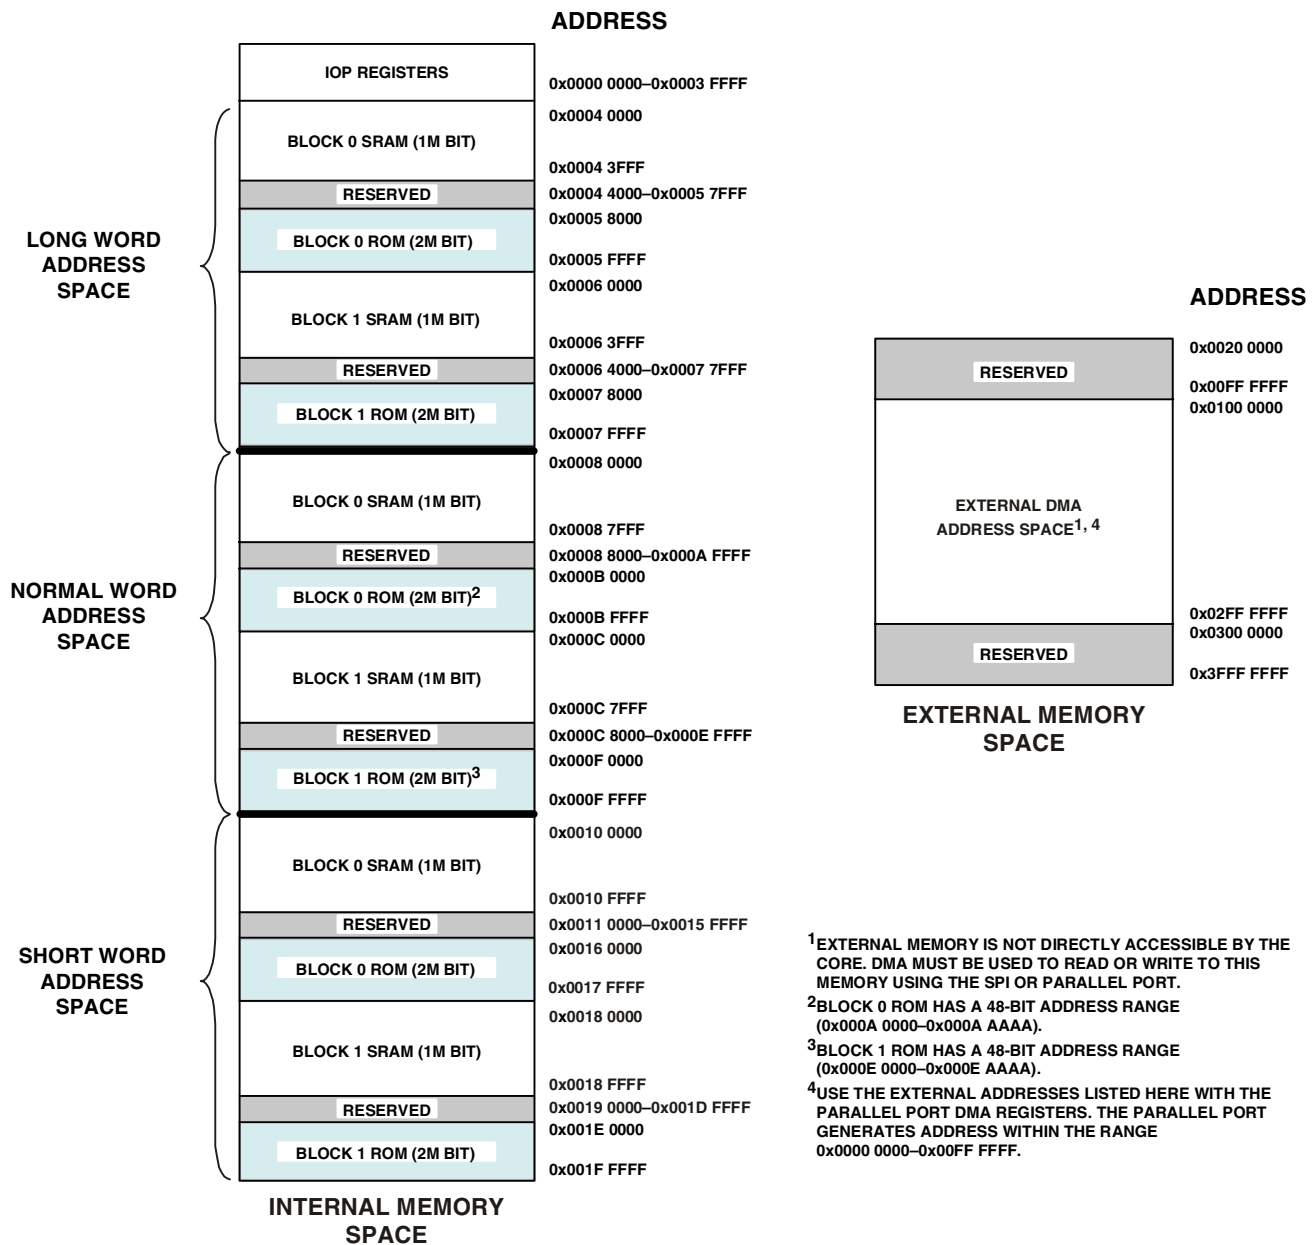 ADDRESS
IOP REGISTERS
0x0000 0000–0x0003 FFFF
LONG WORD
ADDRESS
SPACE
0x0004 0000
BLOCK 0 SRAM (1M BIT)
0x0004 3FFF
RESERVED
0x0004 4000–0x0005 7FFF
0x0005 8000
BLOCK 0 ROM (2M BIT)
0x0005 FFFF
0x0006 0000
BLOCK 1 SRAM (1M BIT)
0x0006 3FFF
RESERVED
0x0006 4000–0x0007 7FFF
0x0007 8000
BLOCK 1 ROM (2M BIT)
0x0007 FFFF
NORMAL WORD
ADDRESS
SPACE
0x0008 0000
BLOCK 0 SRAM (1M BIT)
0x0008 7FFF
RESERVED
0x0008 8000–0x000A FFFF
0x000B 0000
BLOCK 0 ROM (2M BIT)2
0x000B FFFF
0x000C 0000
BLOCK 1 SRAM (1M BIT)
0x000C 7FFF
RESERVED
0x000C 8000–0x000E FFFF
0x000F 0000
BLOCK 1 ROM (2M BIT)3
0x000F FFFF
SHORT WORD
ADDRESS
SPACE
0x0010 0000
BLOCK 0 SRAM (1M BIT)
0x0010 FFFF
RESERVED
0x0011 0000–0x0015 FFFF
0x0016 0000
BLOCK 0 ROM (2M BIT)
0x0017 FFFF
0x0018 0000
BLOCK 1 SRAM (1M BIT)
0x0018 FFFF
RESERVED
0x0019 0000–0x001D FFFF
0x001E 0000
BLOCK 1 ROM (2M BIT)
0x001F FFFF
INTERNAL MEMORY
SPACE
ADDRESS
0x0020 0000
RESERVED
0x00FF FFFF
0x0100 0000
EXTERNAL DMA
ADDRESS SPACE1, 4
0x02FF FFFF
0x0300 0000
RESERVED
0x3FFF FFFF
EXTERNAL MEMORY
SPACE
1EXTERNAL MEMORY IS NOT DIRECTLY ACCESSIBLE BY THE
CORE. DMA MUST BE USED TO READ OR WRITE TO THIS
MEMORY USING THE SPI OR PARALLEL PORT.
2BLOCK 0 ROM HAS A 48-BIT ADDRESS RANGE
(0x000A 0000–0x000A AAAA).
3BLOCK 1 ROM HAS A 48-BIT ADDRESS RANGE
(0x000E 0000–0x000E AAAA).
4USE THE EXTERNAL ADDRESSES LISTED HERE WITH THE
PARALLEL PORT DMA REGISTERS. THE PARALLEL PORT
GENERATES ADDRESS WITHIN THE RANGE
0x0000 0000–0x00FF FFFF.